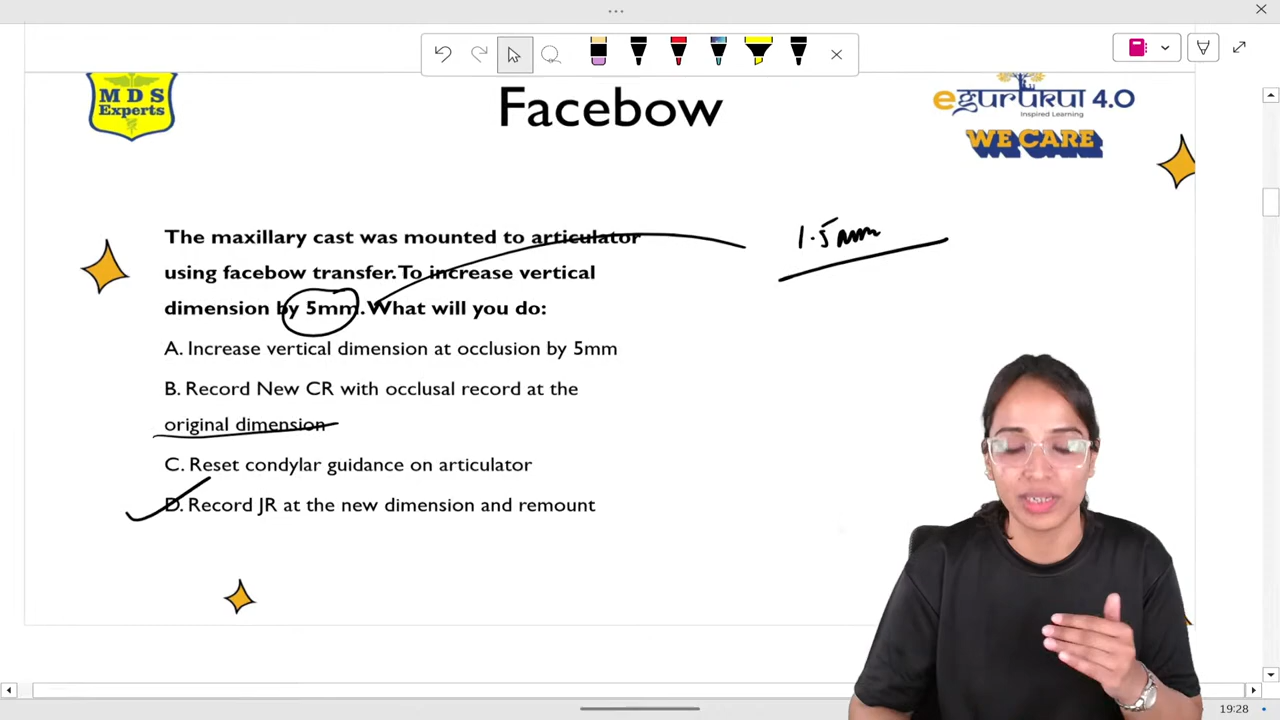 Facebow
MDS
Experts
egurukul 4.0
Inspired Learning
WE CARE
The maxillary cast was mounted to articulator
using facebow transfer. To increase vertical
dimension by 5mm. What will you do:
1.5mm
A. Increase vertical dimension at occlusion by 5mm
B. Record New CR with occlusal record at the
original dimension
C. Reset condylar guidance on articulator
D. Record JR at the new dimension and remount
19:28